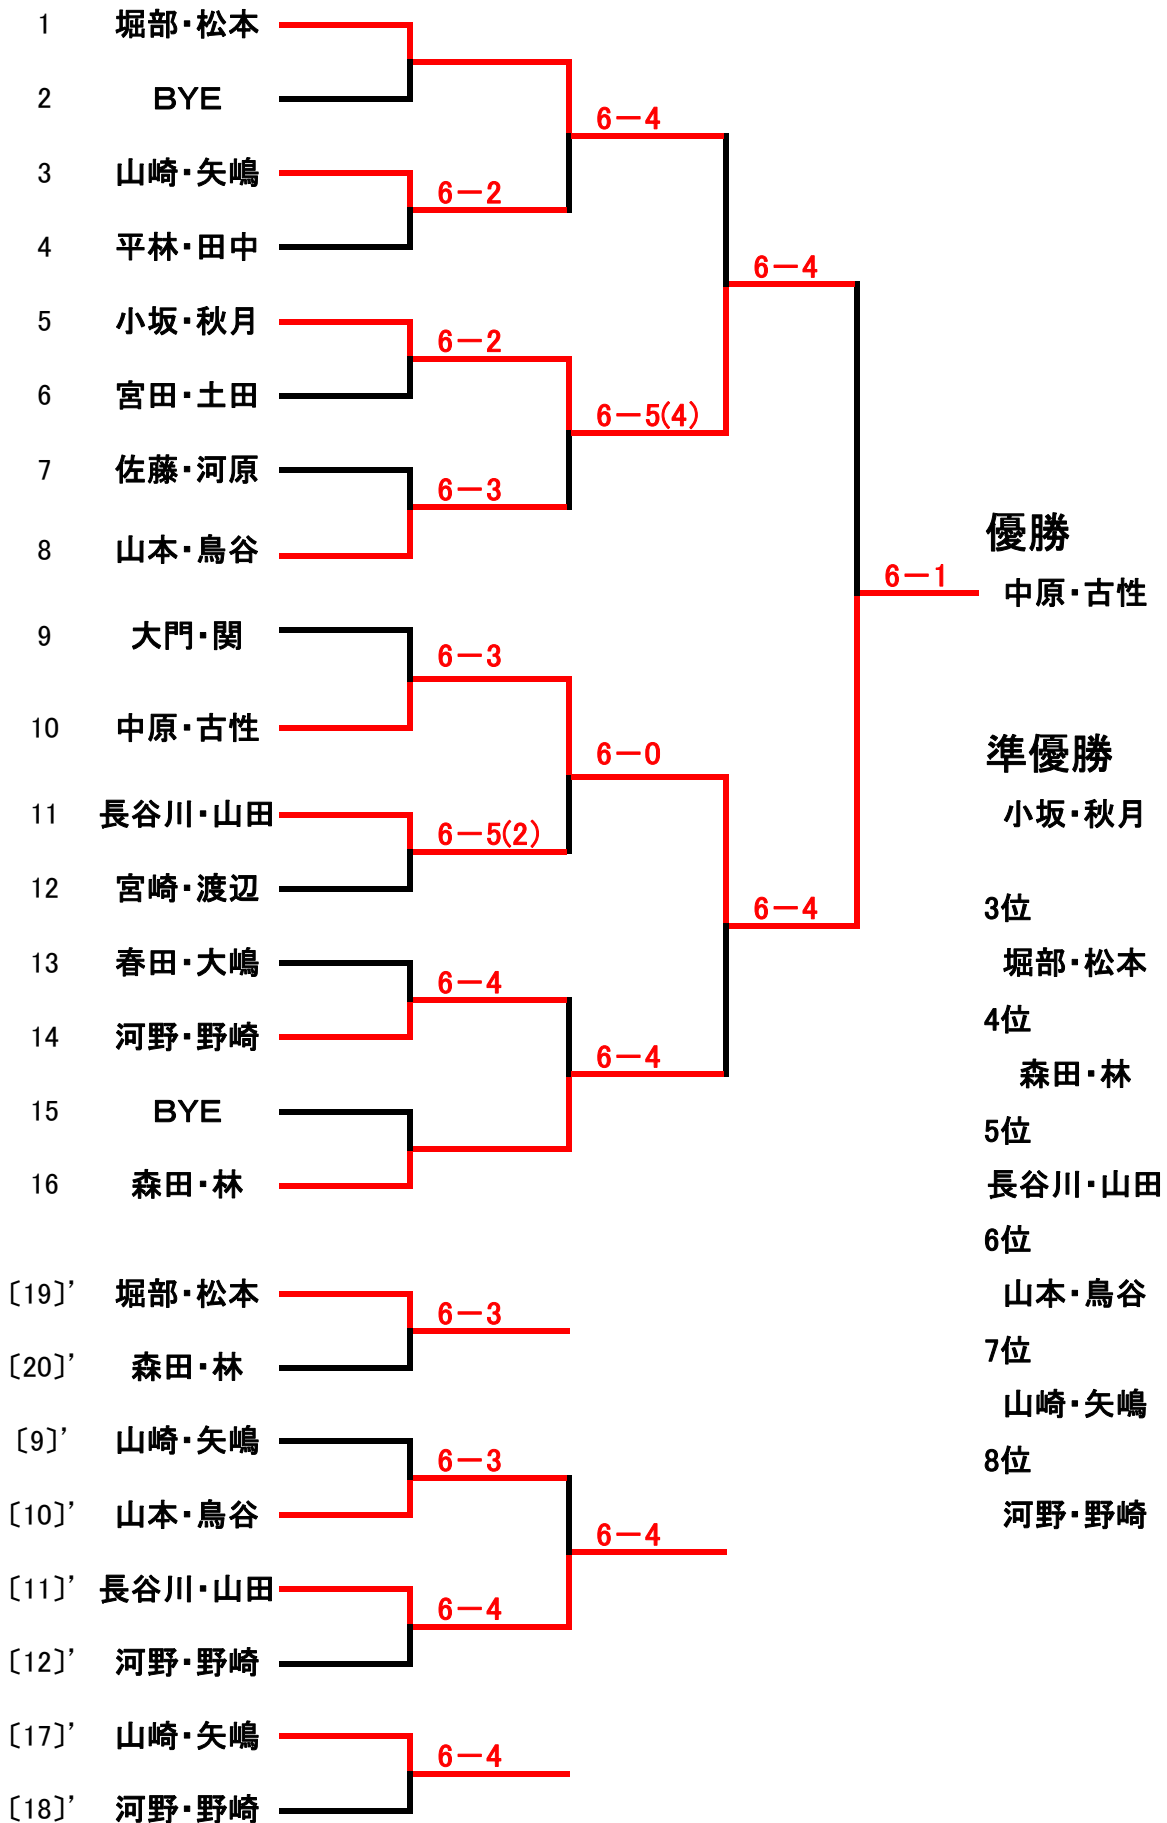 1 堀部・松本
2 BYE
6-4
3 山崎・矢嶋
6-2
4 平林・田中
6-4
5 小坂・秋月
6-2
6 宮田・土田
6-5(4)
7 佐藤・河原
6-3
8 山本・鳥谷
優勝
6-1
中原・古性
9 大門・関
6-3
10 中原・古性
6-0
準優勝
11 長谷川・山田
小坂・秋月
6-5(2)
12 宮崎・渡辺
6-4
3位
13 春田・大嶋
堀部・松本
6-4
4位
14 河野・野崎
6-4
森田・林
15 BYE
5位
16 森田・林
長谷川・山田
6位
〔19〕’ 堀部・松本
山本・鳥谷
6-3
7位
〔20〕’ 森田・林
山崎・矢嶋
〔9〕’ 山崎・矢嶋
6-3
8位
〔10〕’ 山本・鳥谷
河野・野崎
6-4
〔11〕’ 長谷川・山田
6-4
〔12〕’ 河野・野崎
〔17〕’ 山崎・矢嶋
6-4
〔18〕’ 河野・野崎